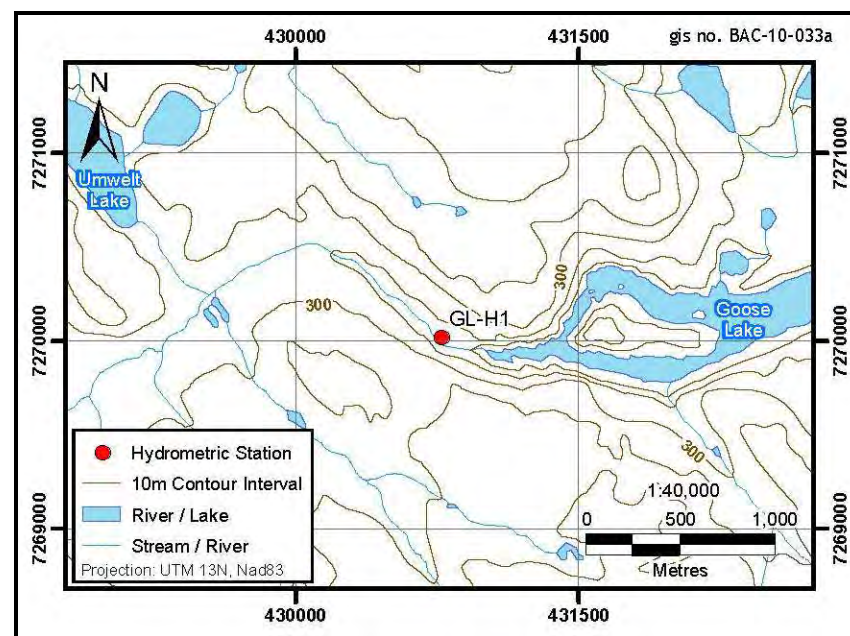 gis no. BAC-10-033a
430000
431500
N
7271000
7271000
Umwelt
Lake
300
300
GL-H1
Goose
Lake
7270000
7270000
300
Hydrometric Station
10m Contour Interval
River / Lake
Stream / River
Projection: UTM 13N, Nad83
1:40,000
0 500 1,000
Metres
7269000
7269000
430000
431500